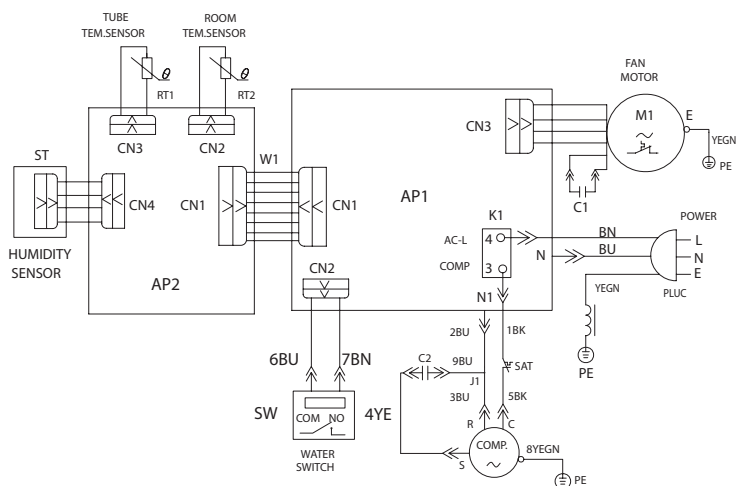 TUBE
TEM.SENSOR
ROOM
TEM.SENSOR
θ
RT1
θ
RT2
FAN
MOTOR
M1
E
YEGN
PE
CN3
CN2
CN3
C1
ST
W1
CN4
CN1
CN1
AP1
K1
HUMIDITY
SENSOR
AP2
AC-L
4
BN
POWER
L
COMP
3
N
BU
N
E
YEGN
PLUC
PE
CN2
N1
2BU
1BK
6BU
7BN
C2
9BU
J1
SAT
3BU
5BK
SW
COM
NO
4YE
R
C
WATER
SWITCH
COMP.
S
8YEGN
PE